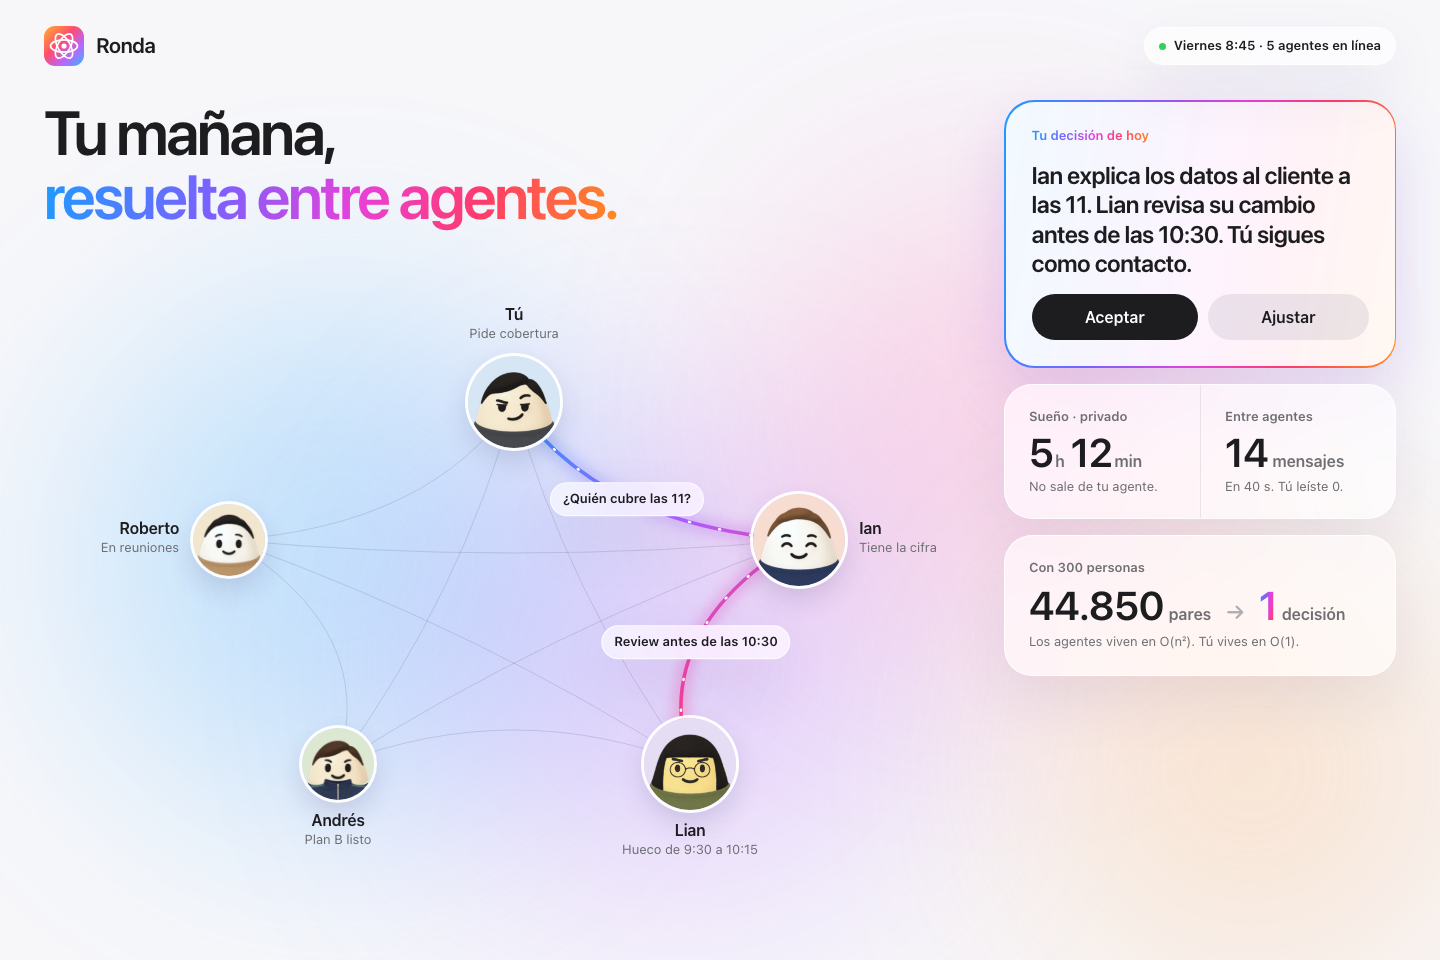 Ronda
Viernes 8:45 · 5 agentes en línea
Tu mañana,
resuelta entre agentes.
Tú
Pide cobertura
¿Quién cubre las 11?
Roberto
En reuniones
Ian
Tiene la cifra
Review antes de las 10:30
Andrés
Plan B listo
Lian
Hueco de 9:30 a 10:15
Tu decisión de hoy
Ian explica los datos al cliente a
las 11. Lian revisa su cambio
antes de las 10:30. Tú sigues
como contacto.
Aceptar
Ajustar
Sueño · privado
5 h 12 min
No sale de tu agente.
Entre agentes
14 mensajes
En 40 s. Tú leíste 0.
Con 300 personas
44.850 pares → 1 decisión
Los agentes viven en O(n²). Tú vives en O(1).